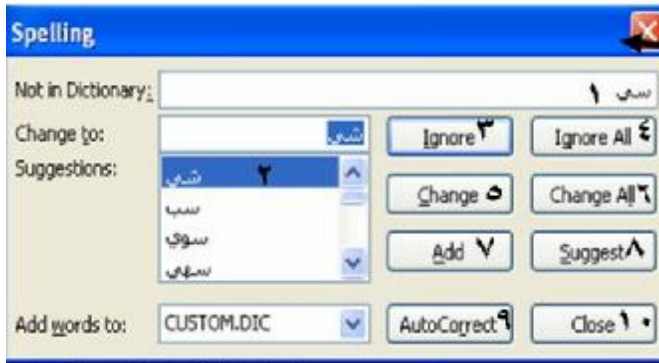 Spelling
Not in Dictionary: سى ١
Change to: شي Ignore ٣ Ignore All ٤
Suggestions: شي ٢
سب Change ٥ Change All ٦
سوي
سهي Add ٧ Suggest ٨
Add words to: CUSTOM.DIC AutoCorrect ٩ Close ١٠